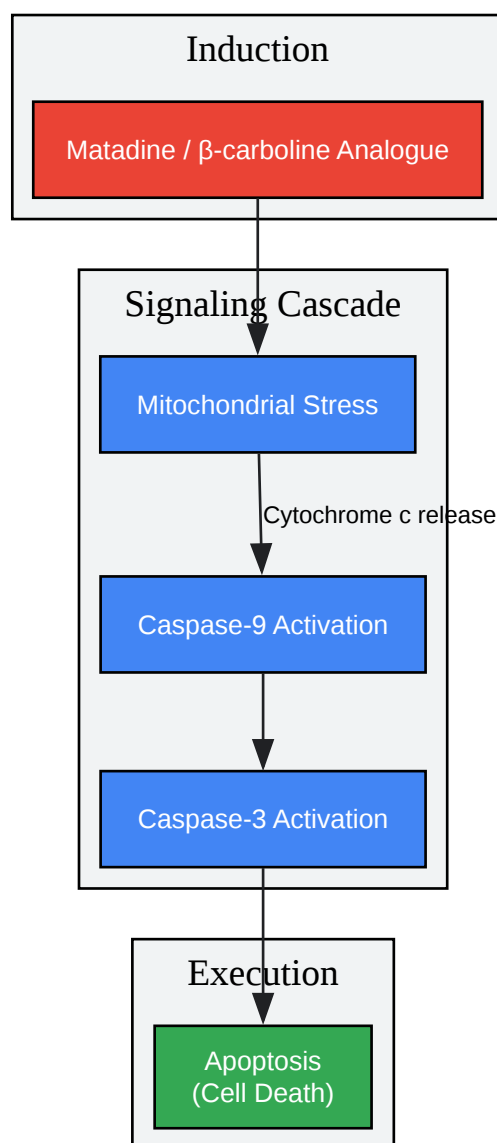 Induction
Matadine / β-carboline Analogue
Signaling Cascade
Mitochondrial Stress
Cytochrome c release
Caspase-9 Activation
Caspase-3 Activation
Execution
Apoptosis
(Cell Death)